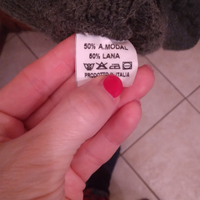 50% A.MODAL
50% LANA
PRODOTTO IN ITALIA